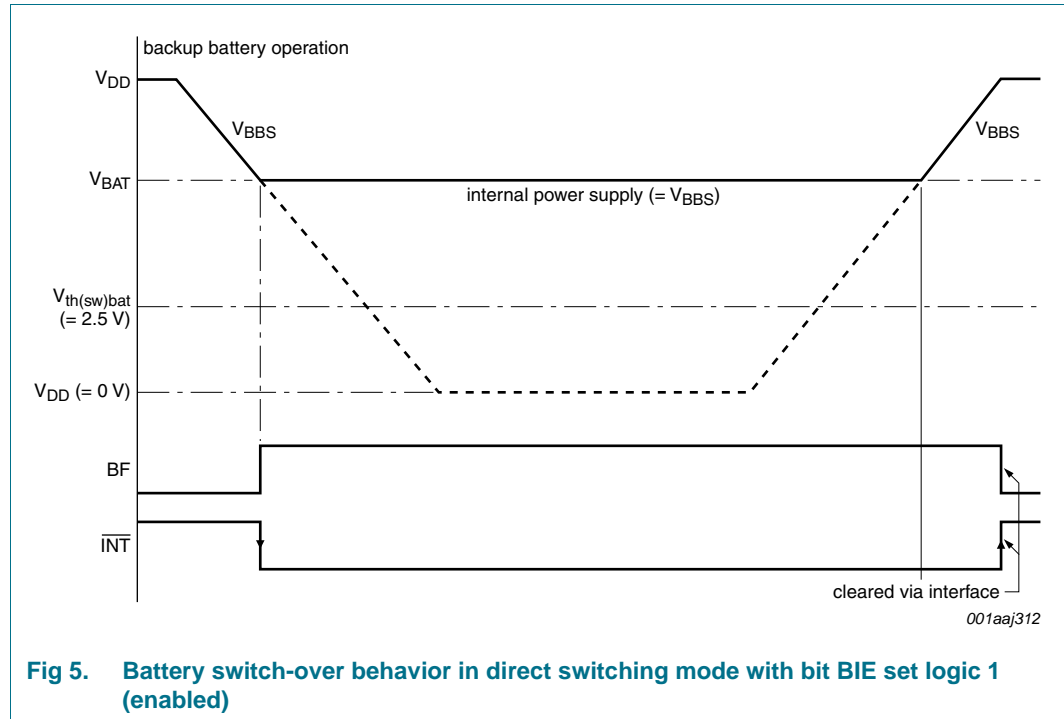 backup battery operation
VDD
VBBS
VBBS
VBAT
internal power supply (= VBBS)
Vth(sw)bat
(= 2.5 V)
VDD (= 0 V)
BF
INT
cleared via interface
001aaj312
Fig 5. Battery switch-over behavior in direct switching mode with bit BIE set logic 1
(enabled)